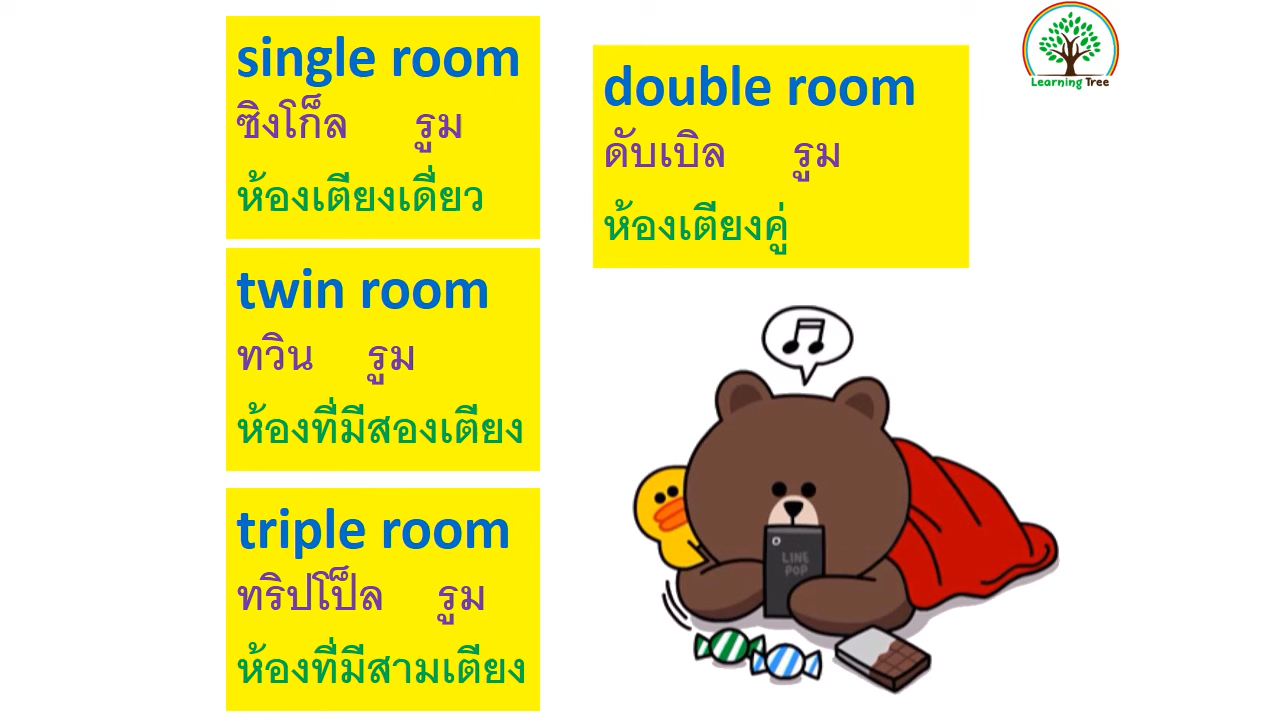 single room
ซิงโก็ล รูม
ห้องเตียงเดี่ยว
double room
ดับเบิล รูม
ห้องเตียงคู่
twin room
ทวิน รูม
ห้องที่มีสองเตียง
triple room
ทริปโป็ล รูม
ห้องที่มีสามเตียง
Learning Tree
LINE
POP